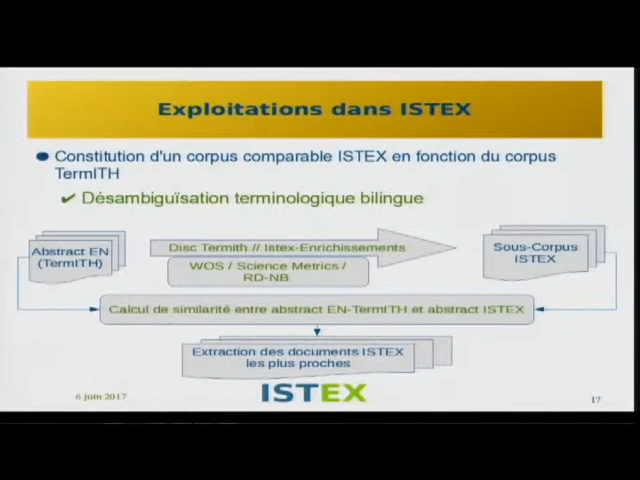 Exploitations dans ISTEX
Constitution d'un corpus comparable ISTEX en fonction du corpus
TermITH
Désambiguïsation terminologique bilingue
Abstract EN
(TermITH)
Disc Termith // Istex-Enrichissements
WOS / Science Metrics /
RD-NB
Sous-Corpus
ISTEX
Calcul de similarité entre abstract EN-TermITH et abstract ISTEX
Extraction des documents ISTEX
les plus proches
6 juin 2017
ISTEX
17